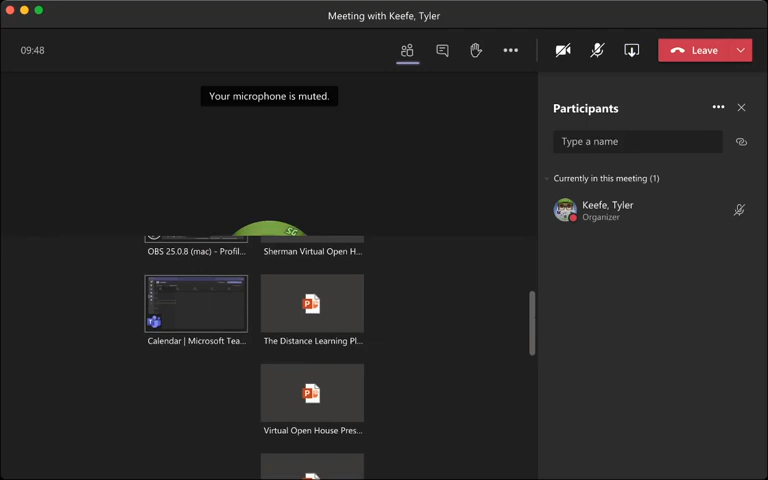 Meeting with Keefe, Tyler
09:48
Leave
Your microphone is muted.
Participants
Type a name
Currently in this meeting (1)
Keefe, Tyler
Organizer
OBS 25.0.8 (mac) - Profil...
Sherman Virtual Open H...
Calendar | Microsoft Tea...
The Distance Learning Pl...
Virtual Open House Pres...